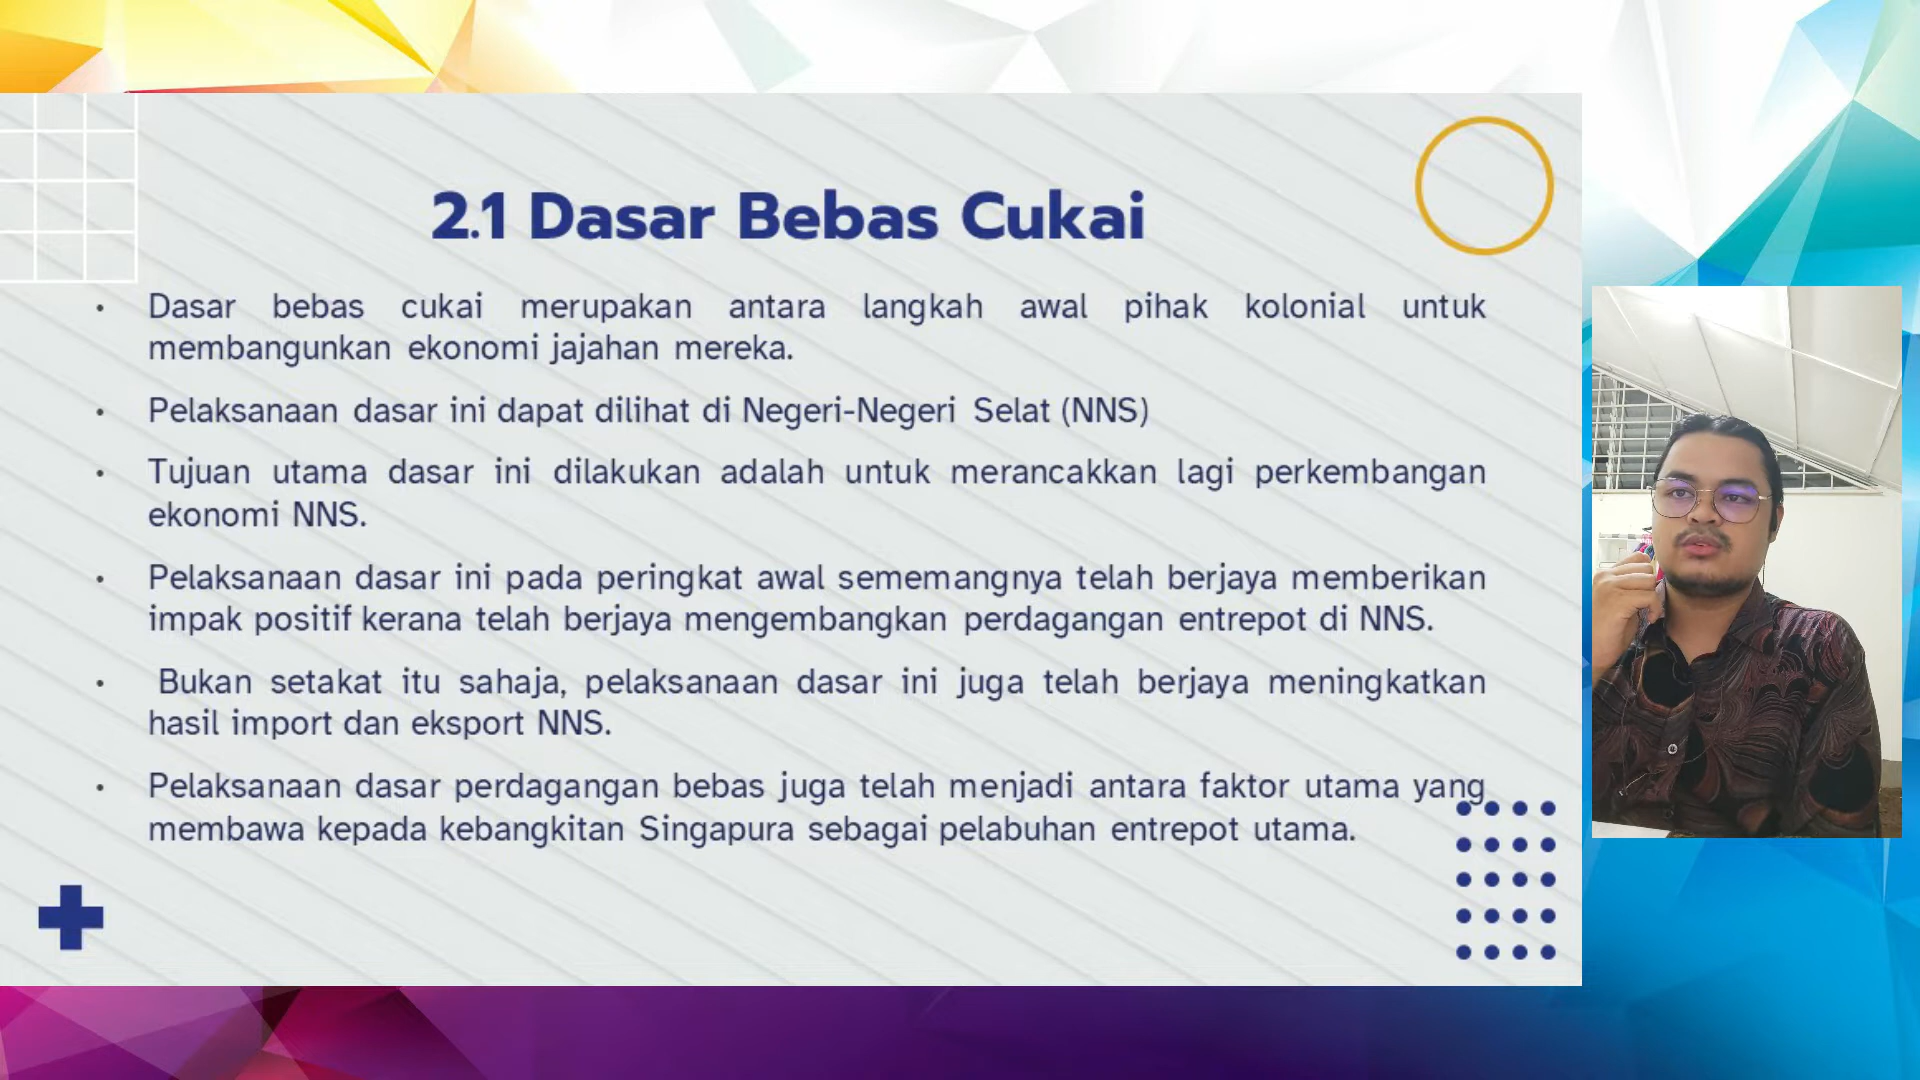 2.1 Dasar Bebas Cukai
• Dasar bebas cukai merupakan antara langkah awal pihak kolonial untuk
membangunkan ekonomi jajahan mereka.
• Pelaksanaan dasar ini dapat dilihat di Negeri-Negeri Selat (NNS)
• Tujuan utama dasar ini dilakukan adalah untuk merancakkan lagi perkembangan
ekonomi NNS.
• Pelaksanaan dasar ini pada peringkat awal sememangnya telah berjaya memberikan
impak positif kerana telah berjaya mengembangkan perdagangan entrepot di NNS.
• Bukan setakat itu sahaja, pelaksanaan dasar ini juga telah berjaya meningkatkan
hasil import dan eksport NNS.
• Pelaksanaan dasar perdagangan bebas juga telah menjadi antara faktor utama yang
membawa kepada kebangkitan Singapura sebagai pelabuhan entrepot utama.